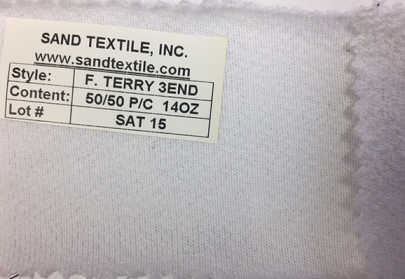 SAND TEXTILE, INC.
www.sandtextile.com
Style: F. TERRY 3END
Content: 50/50 P/C 14OZ
Lot # SAT 15